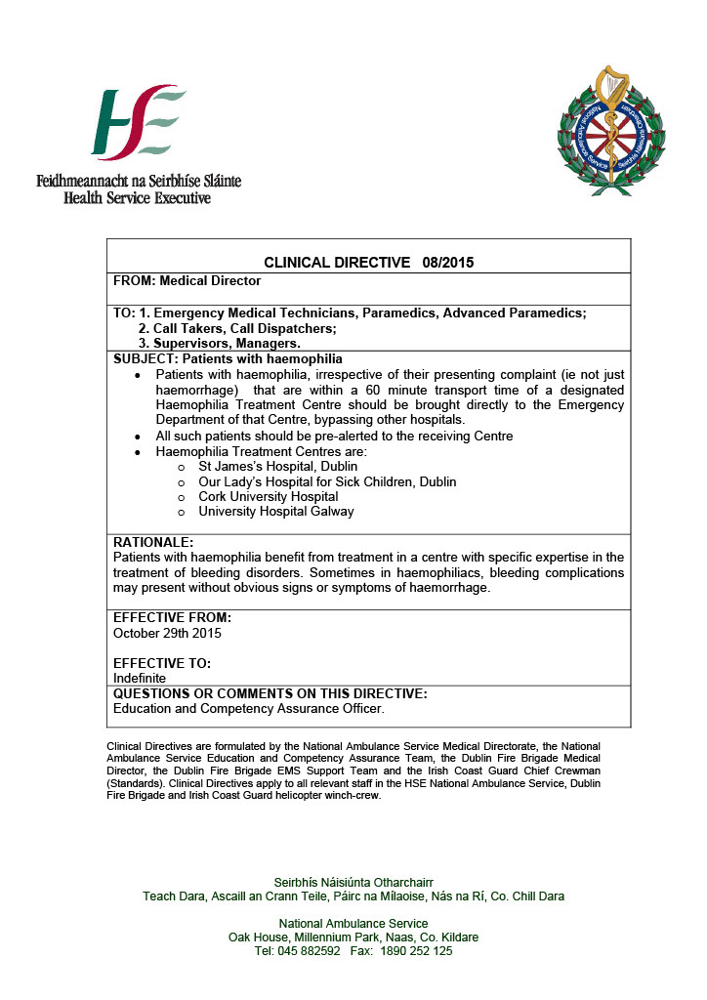 HSE
Feidhmeannacht na Seirbhíse Sláinte
Health Service Executive
National Ambulance Service
Seirbhís Náisiúnta Otharchairr
CLINICAL DIRECTIVE 08/2015
FROM: Medical Director
TO: 1. Emergency Medical Technicians, Paramedics, Advanced Paramedics;
2. Call Takers, Call Dispatchers;
3. Supervisors, Managers.
SUBJECT: Patients with haemophilia
• Patients with haemophilia, irrespective of their presenting complaint (ie not just
haemorrhage) that are within a 60 minute transport time of a designated
Haemophilia Treatment Centre should be brought directly to the Emergency
Department of that Centre, bypassing other hospitals.
• All such patients should be pre-alerted to the receiving Centre
• Haemophilia Treatment Centres are:
o St James's Hospital, Dublin
o Our Lady's Hospital for Sick Children, Dublin
o Cork University Hospital
o University Hospital Galway
RATIONALE:
Patients with haemophilia benefit from treatment in a centre with specific expertise in the
treatment of bleeding disorders. Sometimes in haemophiliacs, bleeding complications
may present without obvious signs or symptoms of haemorrhage.
EFFECTIVE FROM:
October 29th 2015
EFFECTIVE TO:
Indefinite
QUESTIONS OR COMMENTS ON THIS DIRECTIVE:
Education and Competency Assurance Officer.
Clinical Directives are formulated by the National Ambulance Service Medical Directorate, the National
Ambulance Service Education and Competency Assurance Team, the Dublin Fire Brigade Medical
Director, the Dublin Fire Brigade EMS Support Team and the Irish Coast Guard Chief Crewman
(Standards). Clinical Directives apply to all relevant staff in the HSE National Ambulance Service, Dublin
Fire Brigade and Irish Coast Guard helicopter winch-crew.
Seirbhís Náisiúnta Otharchairr
Teach Dara, Ascaill an Crann Teile, Páirc na Mílaoise, Nás na Rí, Co. Chill Dara
National Ambulance Service
Oak House, Millennium Park, Naas, Co. Kildare
Tel: 045 882592 Fax: 1890 252 125